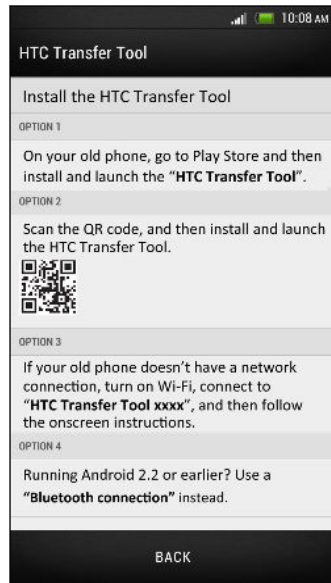 10:08 AM
HTC Transfer Tool
Install the HTC Transfer Tool
OPTION 1
On your old phone, go to Play Store and then
install and launch the “HTC Transfer Tool”.
OPTION 2
Scan the QR code, and then install and launch
the HTC Transfer Tool.
OPTION 3
If your old phone doesn’t have a network
connection, turn on Wi-Fi, connect to
“HTC Transfer Tool xxxx”, and then follow
the onscreen instructions.
OPTION 4
Running Android 2.2 or earlier? Use a
“Bluetooth connection” instead.
BACK